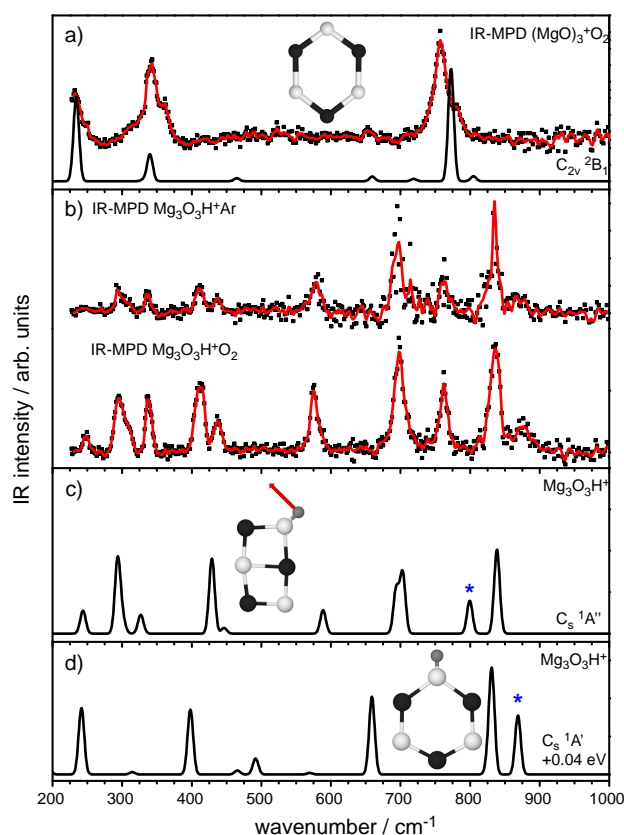 a)
IR-MPD (MgO)₃⁺O₂
C₂ᵥ ²B₁
b)
IR-MPD Mg₃O₃H⁺Ar
IR-MPD Mg₃O₃H⁺O₂
IR intensity / arb. units
c)
Mg₃O₃H⁺
*
Cₛ ¹A''
d)
Mg₃O₃H⁺
*
Cₛ ¹A'
+0.04 eV
200 300 400 500 600 700 800 900 1000
wavenumber / cm⁻¹